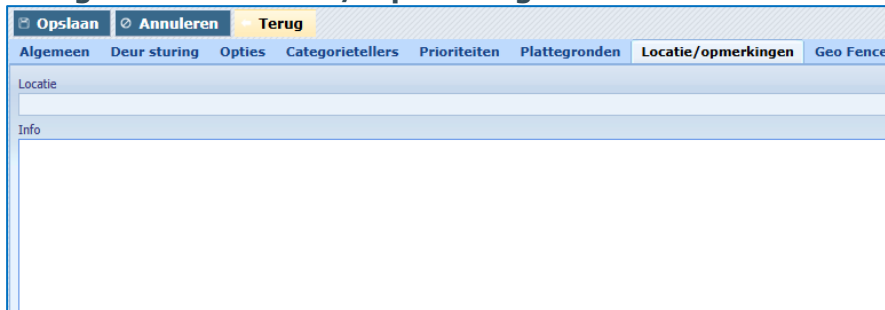 Opslaan Annuleren Terug
Algemeen Deur sturing Opties Categorietellers Prioriteiten Plattegronden Locatie/opmerkingen Geo Fence
Locatie
Info